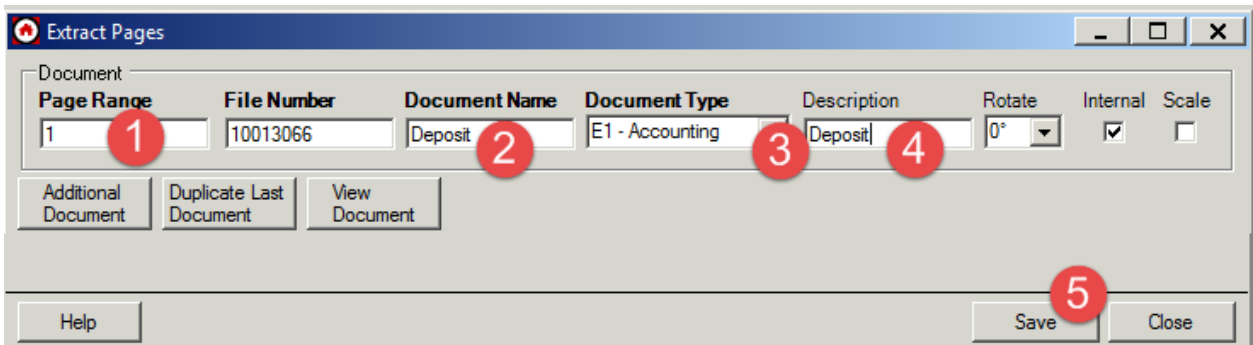 Extract Pages
Document
Page Range File Number Document Name Document Type Description Rotate Internal Scale
1 1 10013066 Deposit 2 E1 - Accounting 3 Deposit 4 0°
Additional Duplicate Last View
Document Document Document
5
Help Save Close